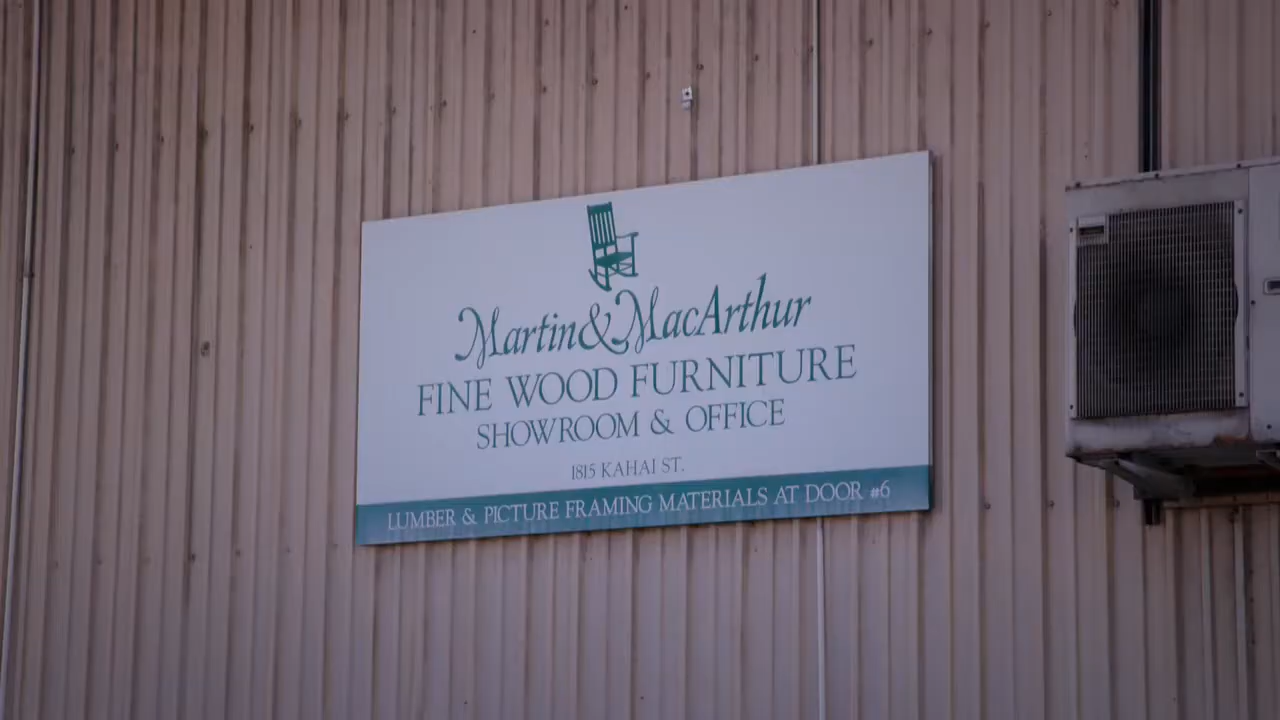 Martin & MacArthur
FINE WOOD FURNITURE
SHOWROOM & OFFICE
1815 KAHAI ST.
LUMBER & PICTURE FRAMING MATERIALS AT DOOR #6